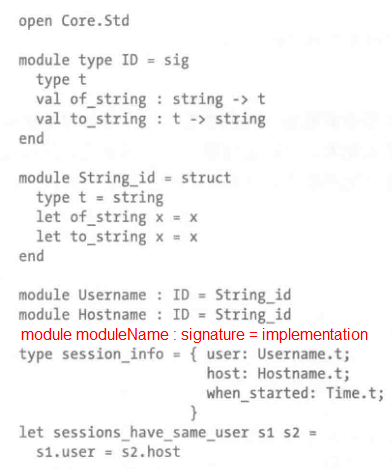 open Core.Std
module type ID = sig
type t
val of_string : string -> t
val to_string : t -> string
end
module String_id = struct
type t = string
let of_string x = x
let to_string x = x
end
module Username : ID = String_id
module Hostname : ID = String_id
module moduleName : signature = implementation
type session_info = { user: Username.t;
host: Hostname.t;
when_started: Time.t;
}
let sessions_have_same_user s1 s2 =
s1.user = s2.host